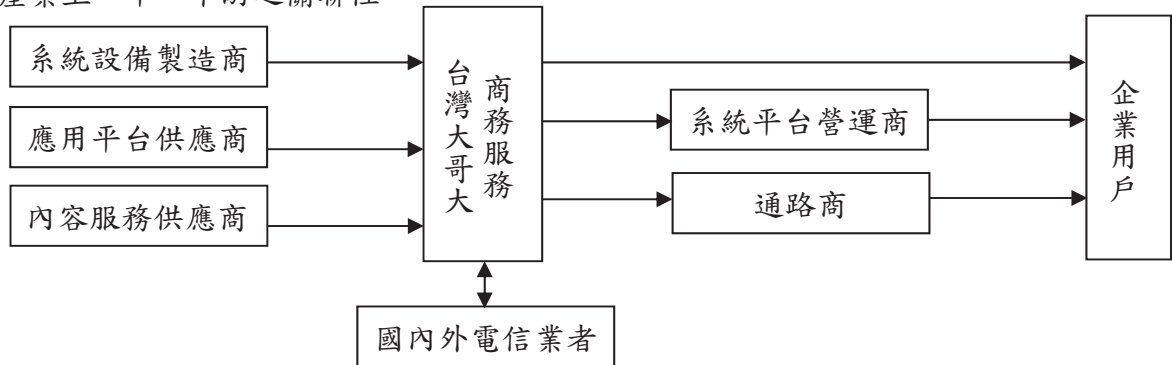 系統設備製造商
應用平台供應商
內容服務供應商
台灣大哥大
商務服務
系統平台營運商
通路商
企業用戶
國內外電信業者